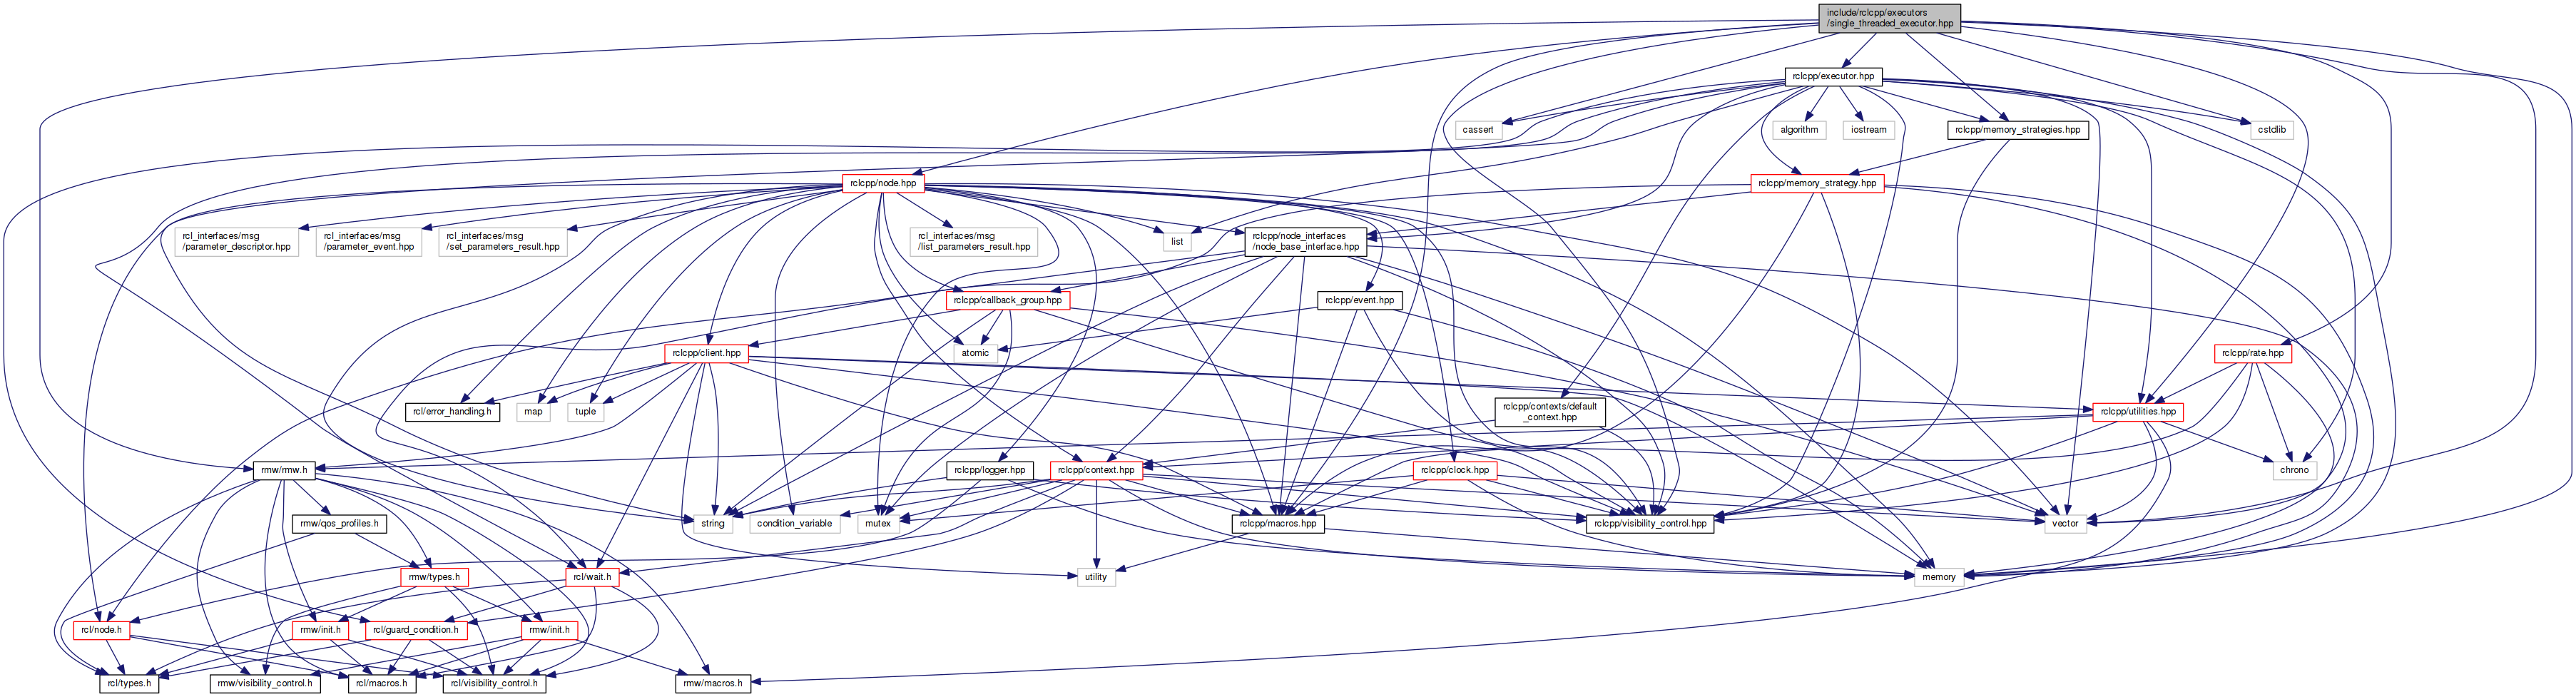 include/rclcpp/executors
/single_threaded_executor.hpp
rclcpp/executor.hpp
cassert
algorithm
iostream
rclcpp/memory_strategies.hpp
cstdlib
rclcpp/node.hpp
rclcpp/memory_strategy.hpp
rcl_interfaces/msg
/parameter_descriptor.hpp
rcl_interfaces/msg
/parameter_event.hpp
rcl_interfaces/msg
/set_parameters_result.hpp
rcl_interfaces/msg
/list_parameters_result.hpp
list
rclcpp/node_interfaces
/node_base_interface.hpp
rclcpp/callback_group.hpp
rclcpp/event.hpp
rclcpp/client.hpp
atomic
rclcpp/rate.hpp
rcl/error_handling.h
map
tuple
rclcpp/contexts/default
_context.hpp
rclcpp/utilities.hpp
rmw/rmw.h
rclcpp/logger.hpp
rclcpp/context.hpp
rclcpp/clock.hpp
chrono
rmw/qos_profiles.h
string
condition_variable
mutex
rclcpp/macros.hpp
rclcpp/visibility_control.hpp
vector
rmw/types.h
rcl/wait.h
utility
memory
rcl/node.h
rmw/init.h
rcl/guard_condition.h
rmw/init.h
rcl/types.h
rmw/visibility_control.h
rcl/macros.h
rcl/visibility_control.h
rmw/macros.h